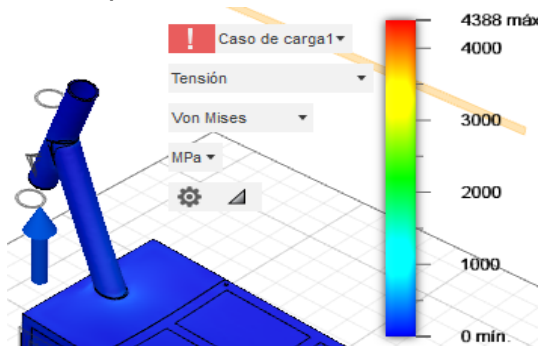 Caso de carga1
Tensión
Von Mises
MPa
4388 máx
4000
3000
2000
1000
0 mín.